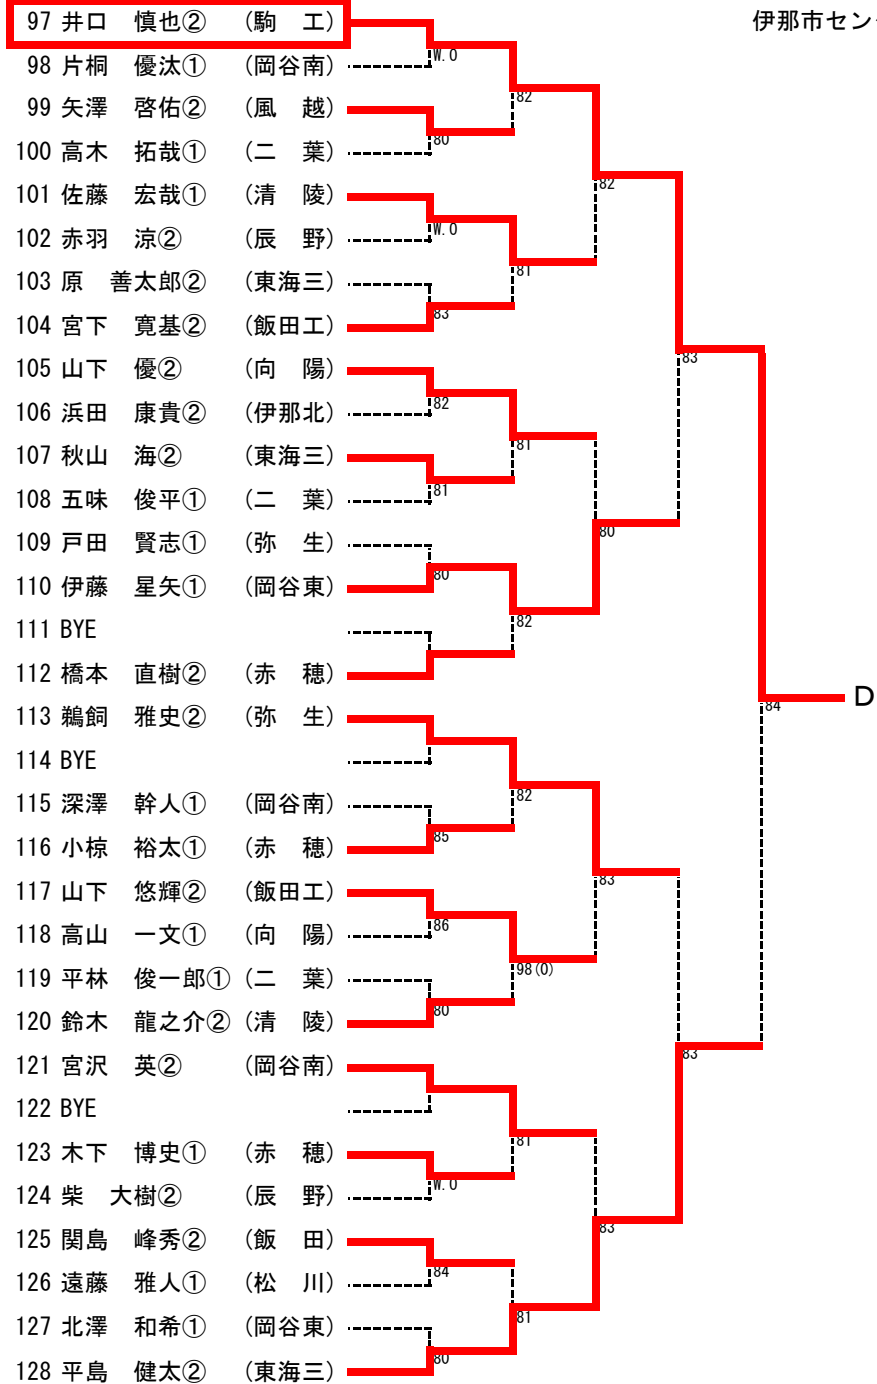 97 井口 慎也② (駒 工) 伊那市セン
W.O
98 片桐 優汰① (岡谷南)
82
99 矢澤 啓佑② (風 越)
80
100 高木 拓哉① (二 葉)
82
101 佐藤 宏哉① (清 陵)
W.O
102 赤羽 涼② (辰 野)
81
103 原 善太郎② (東海三)
83
104 宮下 寛基② (飯田工)
83
105 山下 優② (向 陽)
82
106 浜田 康貴② (伊那北)
81
107 秋山 海② (東海三)
81
108 五味 俊平① (二 葉)
80
109 戸田 賢志① (弥 生)
80
110 伊藤 星矢① (岡谷東)
82
111 BYE
112 橋本 直樹② (赤 穂)
84 D
113 鵜飼 雅史② (弥 生)
114 BYE
82
115 深澤 幹人① (岡谷南)
85
116 小椋 裕太① (赤 穂)
83
117 山下 悠輝② (飯田工)
86
118 高山 一文① (向 陽)
98(0)
119 平林 俊一郎① (二 葉)
80
120 鈴木 龍之介② (清 陵)
83
121 宮沢 英② (岡谷南)
122 BYE
81
123 木下 博史① (赤 穂)
W.O
124 柴 大樹② (辰 野)
83
125 関島 峰秀② (飯 田)
84
126 遠藤 雅人① (松 川)
81
127 北澤 和希① (岡谷東)
80
128 平島 健太② (東海三)